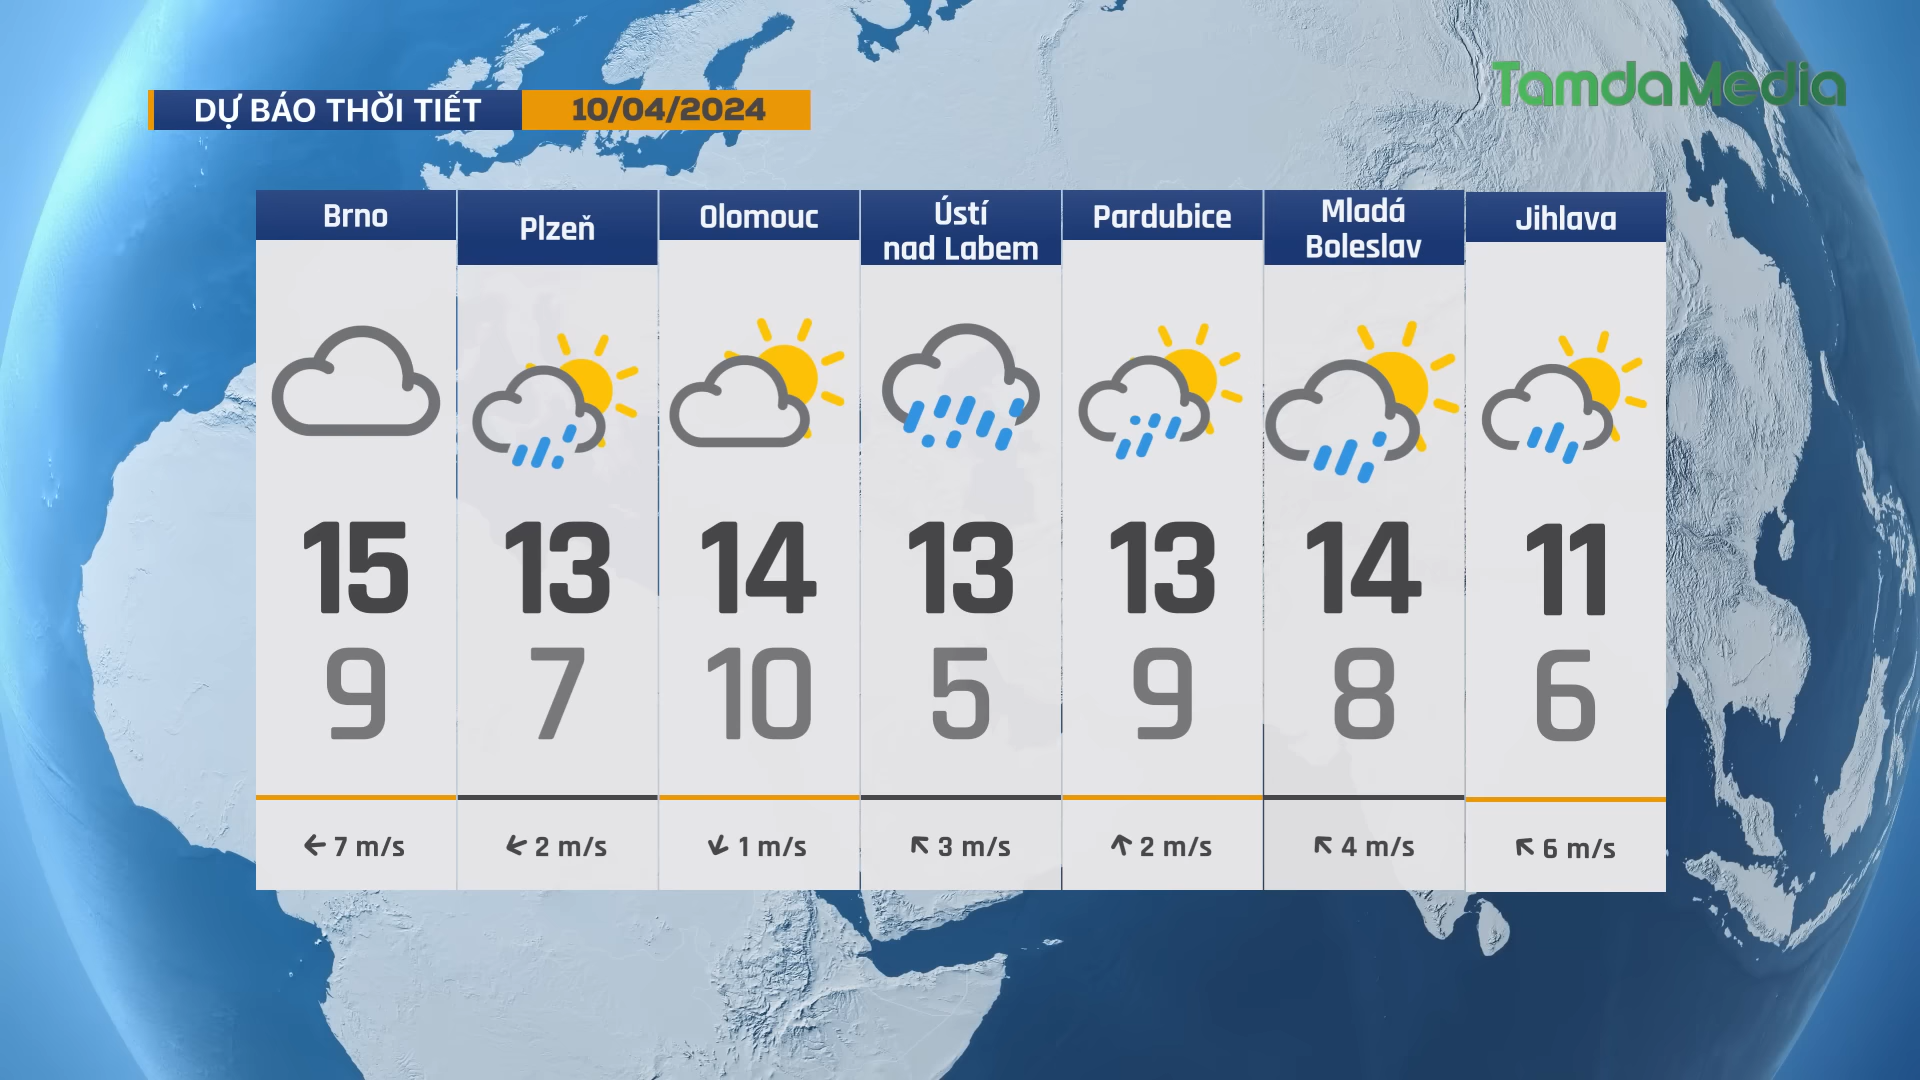 DỰ BÁO THỜI TIẾT
10/04/2024
TamdaMedia
Brno
15
9
7 m/s
Plzeň
13
7
2 m/s
Olomouc
14
10
1 m/s
Ústí
nad Labem
13
5
3 m/s
Pardubice
13
9
2 m/s
Mladá
Boleslav
14
8
4 m/s
Jihlava
11
6
6 m/s